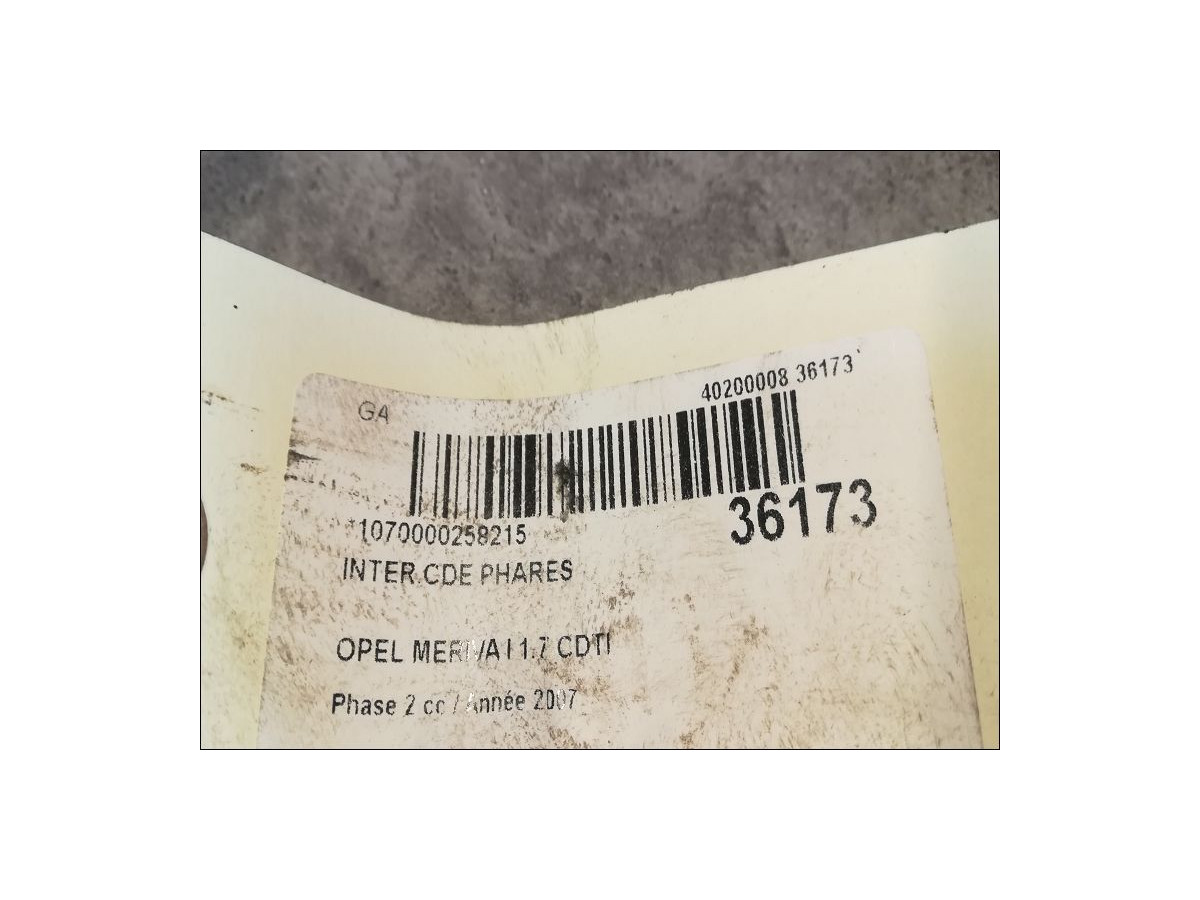 G4
40200008 36173
36173
1070000258215
INTER.CDE PHARES
OPEL MERIVA I 1.7 CDTI
Phase 2 cc / Année 2007